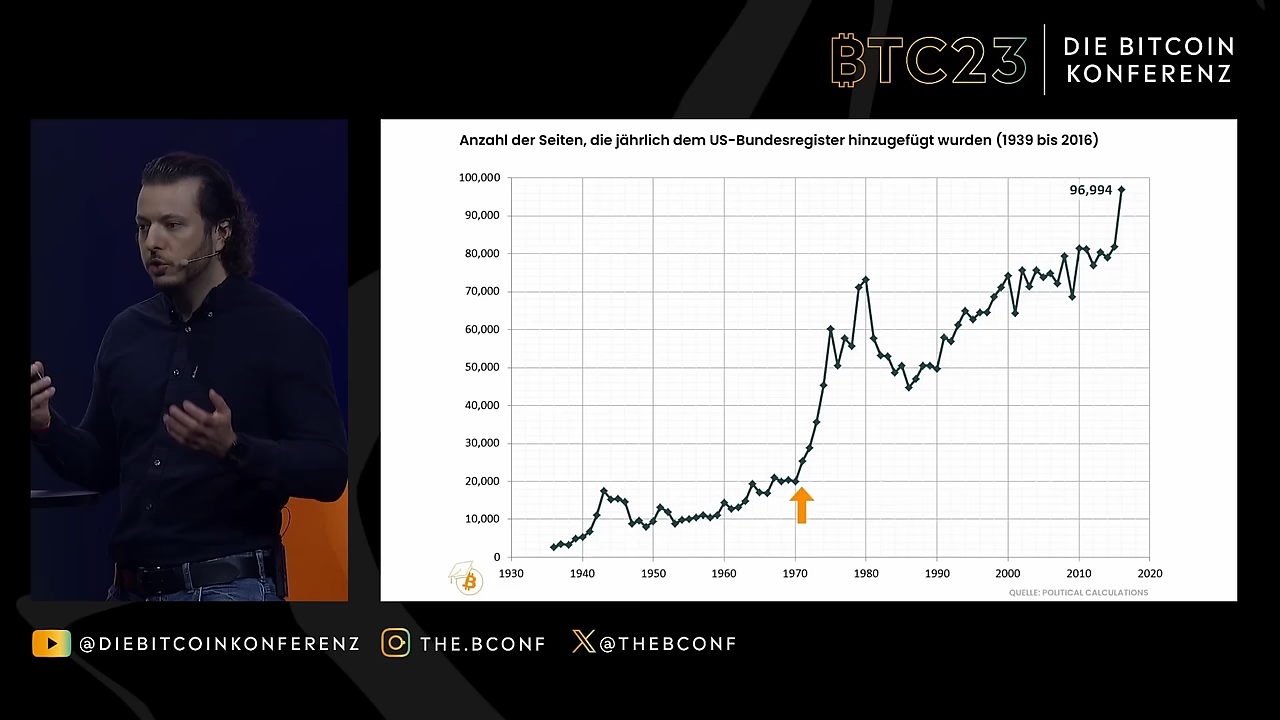 BTC23
DIE BITCOIN
KONFERENZ
Anzahl der Seiten, die jährlich dem US-Bundesregister hinzugefügt wurden (1939 bis 2016)
100,000
90,000
80,000
70,000
60,000
50,000
40,000
30,000
20,000
10,000
0
96,994
1930 1940 1950 1960 1970 1980 1990 2000 2010 2020
QUELLE: POLITICAL CALCULATIONS
@DIEBITCOINKONFERENZ THE.BCONF @THEBCONF